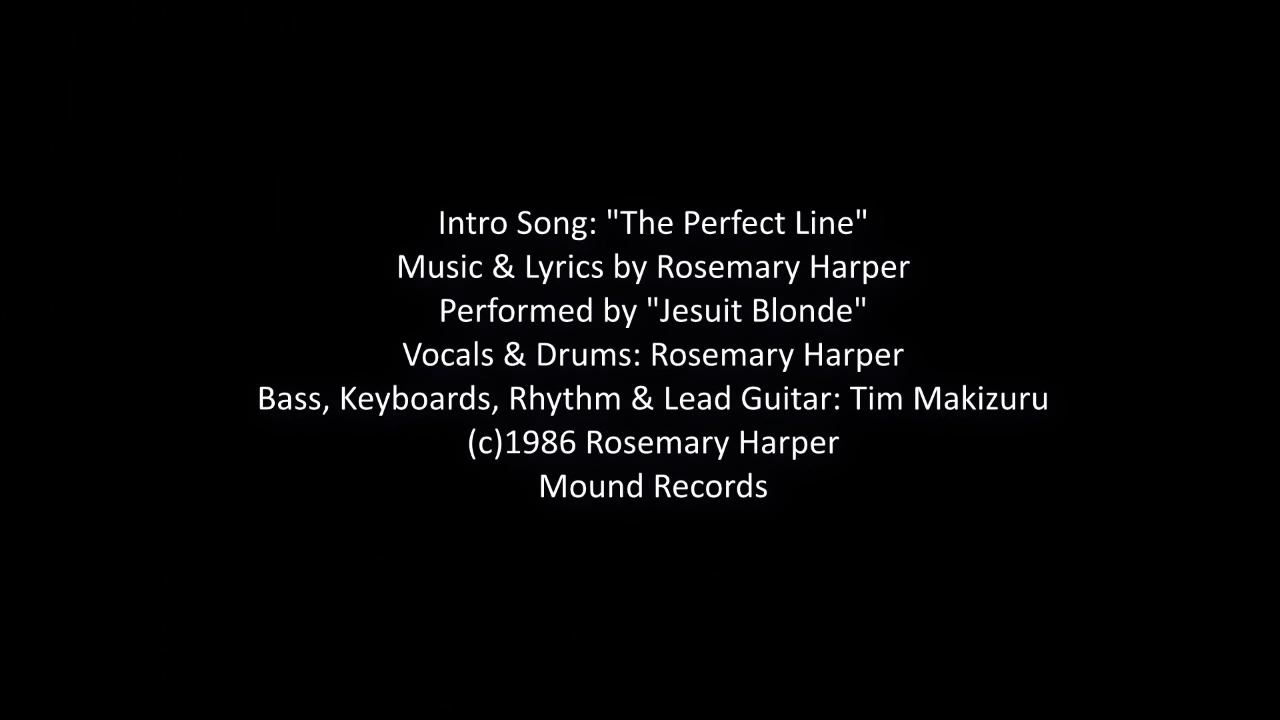 Intro Song: "The Perfect Line"
Music & Lyrics by Rosemary Harper
Performed by "Jesuit Blonde"
Vocals & Drums: Rosemary Harper
Bass, Keyboards, Rhythm & Lead Guitar: Tim Makizuru
(c)1986 Rosemary Harper
Mound Records